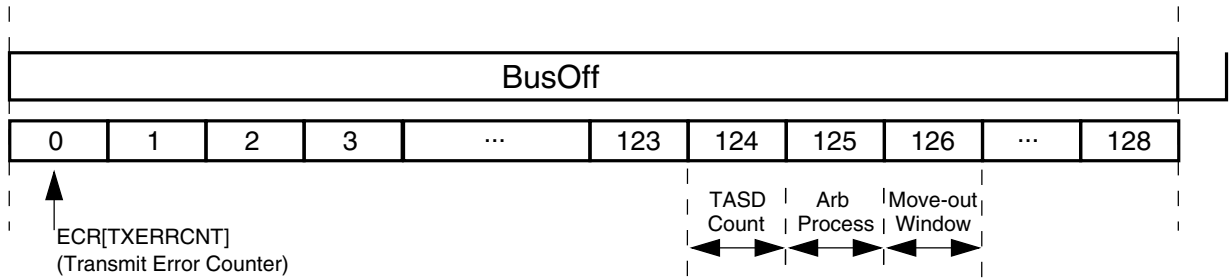 BusOff
0 1 2 3 ... 123 124 125 126 ... 128
TASD Count
Arb Process
Move-out Window
ECR[TXERRCNT]
(Transmit Error Counter)